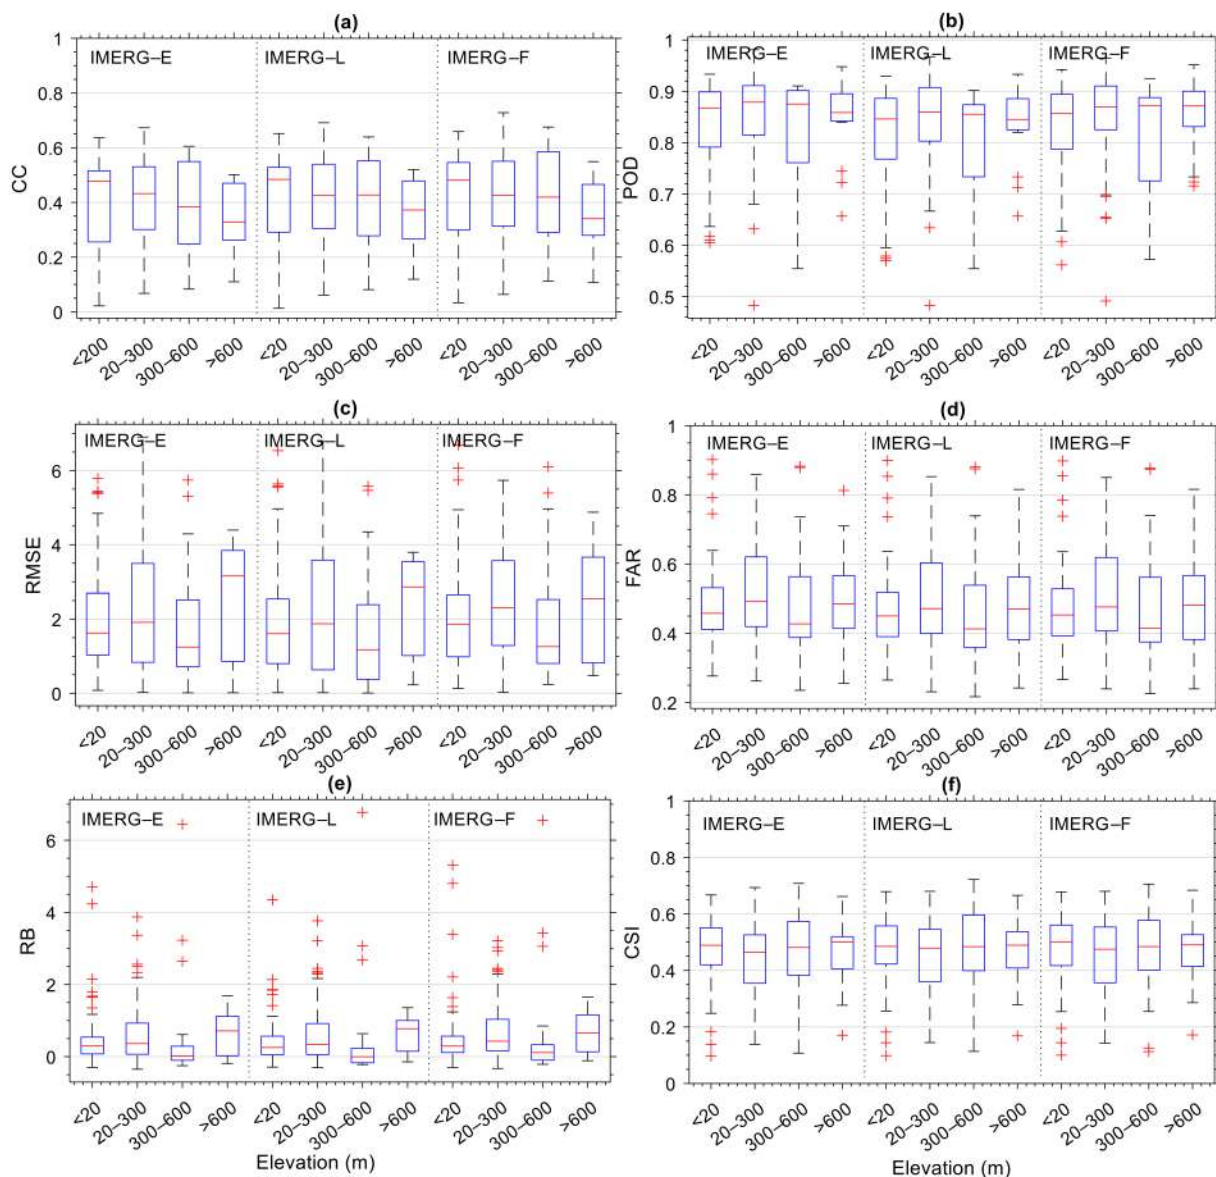 (a)
IMERG–E IMERG–L IMERG–F
1
0.8
0.6
0.4
0.2
0
CC
<200 20–300 300–600 >600 <20 20–300 300–600 >600 <20 20–300 300–600 >600
(b)
IMERG–E IMERG–L IMERG–F
1
0.9
0.8
0.7
0.6
0.5
POD
<20 20–300 300–600 >600 <20 20–300 300–600 >600 <20 20–300 300–600 >600
(c)
IMERG–E IMERG–L IMERG–F
6
4
2
0
RMSE
<20 20–300 300–600 >600 <20 20–300 300–600 >600 <20 20–300 300–600 >600
(d)
IMERG–E IMERG–L IMERG–F
1
0.8
0.6
0.4
0.2
FAR
<20 20–300 300–600 >600 <20 20–300 300–600 >600 <20 20–300 300–600 >600
(e)
IMERG–E IMERG–L IMERG–F
6
4
2
0
RB
<20 20–300 300–600 >600 <20 20–300 300–600 >600 <20 20–300 300–600 >600
Elevation (m)
(f)
IMERG–E IMERG–L IMERG–F
1
0.8
0.6
0.4
0.2
0
CSI
<20 20–300 300–600 >600 <20 20–300 300–600 >600 <20 20–300 300–600 >600
Elevation (m)